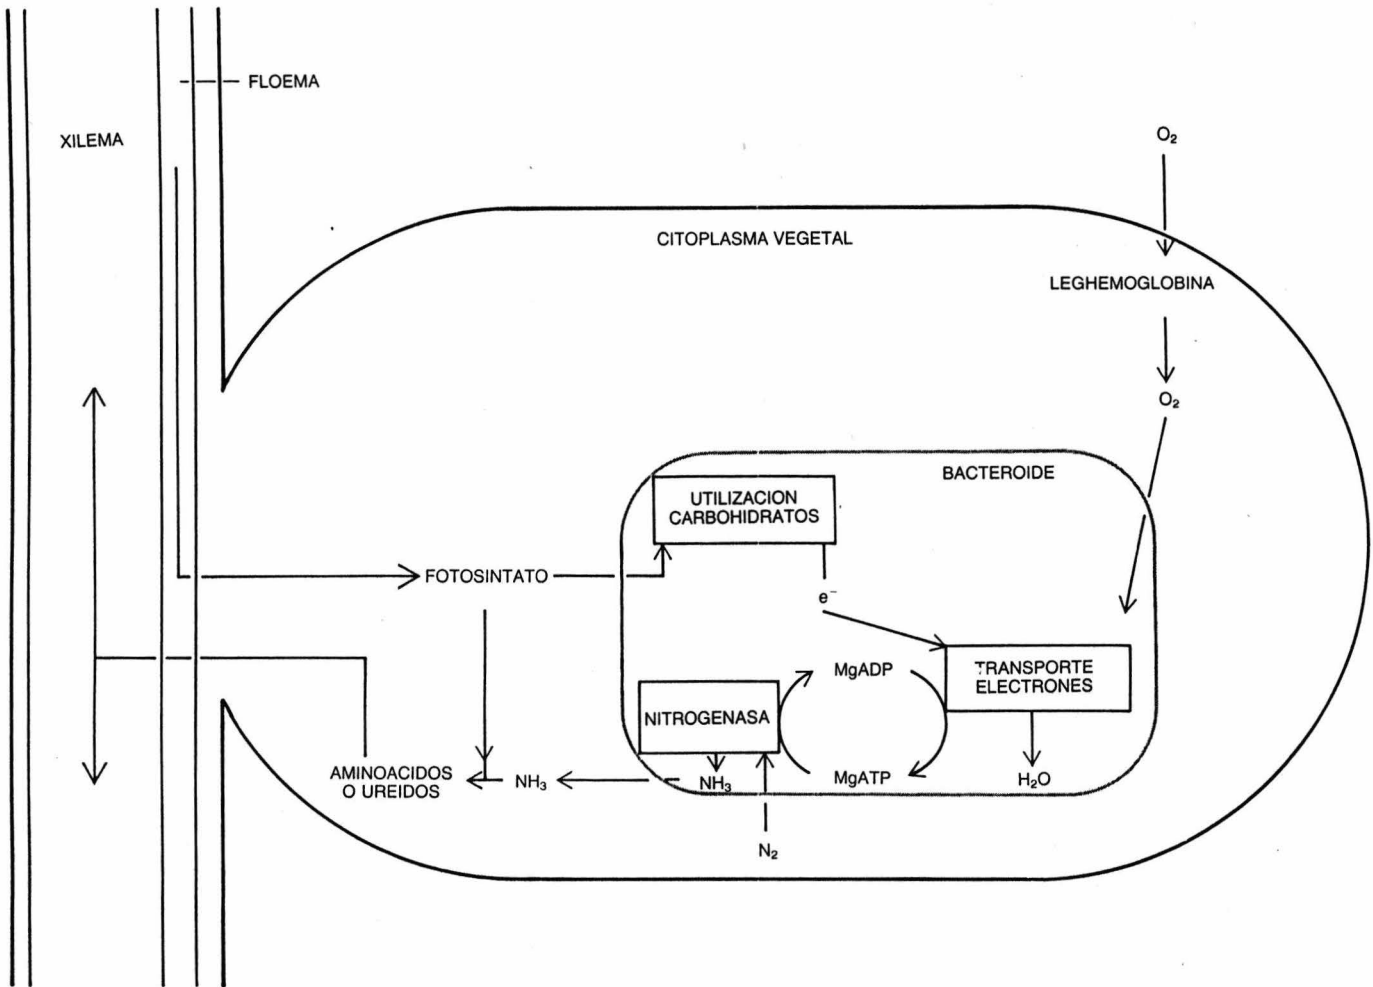 FLOEMA
XILEMA
O₂
CITOPLASMA VEGETAL
LEGHEMOGLOBINA
O₂
BACTEROIDE
UTILIZACION
CARBOHIDRATOS
FOTOSINTATO
e⁻
MgADP
TRANSPORTE
ELECTRONES
NITROGENASA
AMINOACIDOS
O UREIDOS
NH₃
NH₃
MgATP
H₂O
N₂